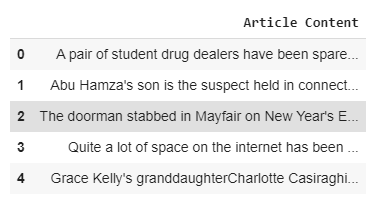 Article Content
0 A pair of student drug dealers have been spare...
1 Abu Hamza's son is the suspect held in connect...
2 The doorman stabbed in Mayfair on New Year's E...
3 Quite a lot of space on the internet has been ...
4 Grace Kelly's granddaughterCharlotte Casiraghi...